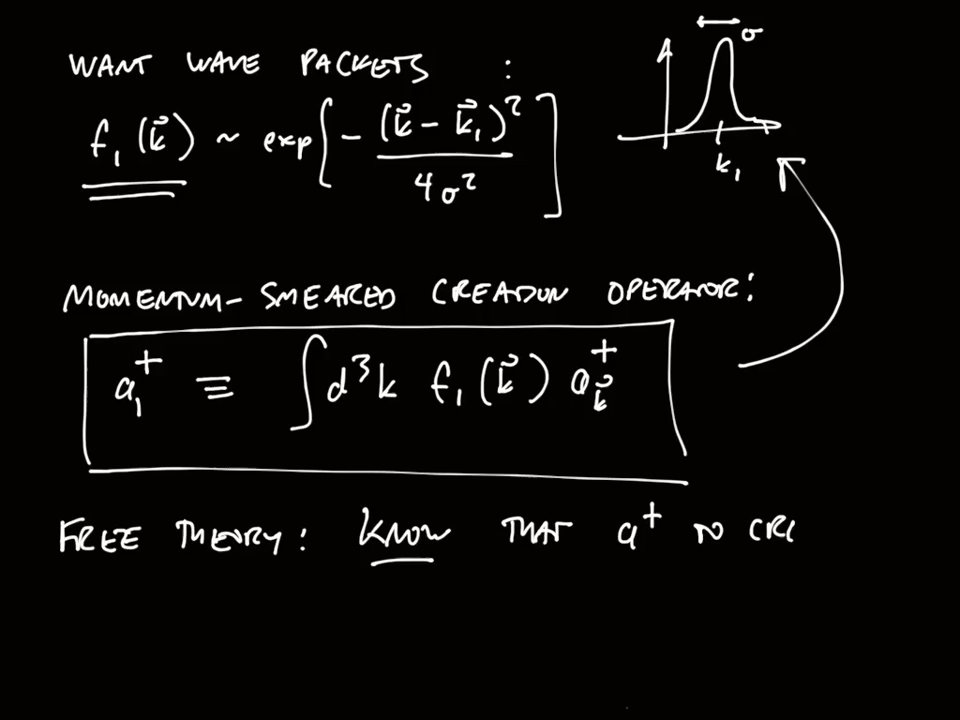 WANT WAVE PACKETS :
σ
f₁(k⃗) ~ exp[-(k⃗ - k⃗₁)²/4σ²]
k₁
MOMENTUM-SMEARED CREATION OPERATOR:
a₁⁺ ≡ ∫d³k f₁(k⃗) a⁺_k⃗
FREE THEORY: KNOW THAT a⁺ TO CRE